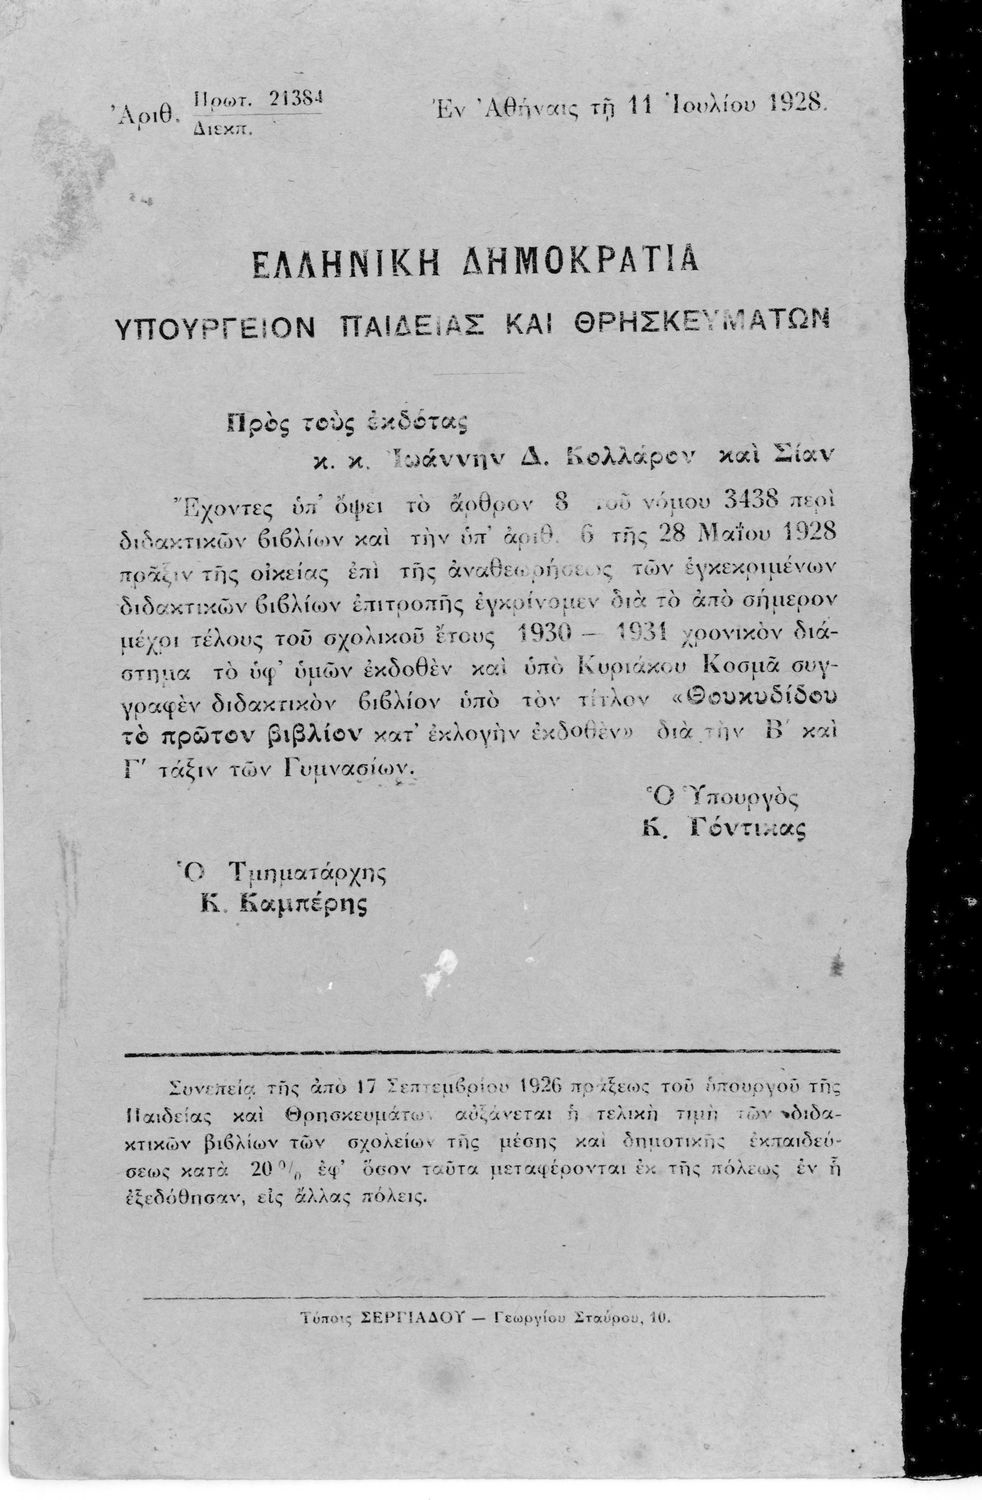 Ἀριθ. Πρωτ. 21384
Διεκπ.
Ἐν Ἀθήναις τῇ 11 Ἰουλίου 1928.
ΕΛΛΗΝΙΚΗ ΔΗΜΟΚΡΑΤΙΑ
ΥΠΟΥΡΓΕΙΟΝ ΠΑΙΔΕΙΑΣ ΚΑΙ ΘΡΗΣΚΕΥΜΑΤΩΝ
Πρὸς τοὺς ἐκδότας
κ. κ. Ἰωάννην Δ. Κολλάρον καὶ Σίαν
Ἔχοντες ὑπ' ὄψει τὸ ἄρθρον 8 τοῦ νόμου 3438 περὶ
διδακτικῶν βιβλίων καὶ τὴν ὑπ' ἀριθ. 6 τῆς 28 Μαΐου 1928
πρᾶξιν τῆς οἰκείας ἐπὶ τῆς ἀναθεωρήσεως τῶν ἐγκεκριμένων
διδακτικῶν βιβλίων ἐπιτροπῆς ἐγκρίνομεν διὰ τὸ ἀπὸ σήμερον
μέχρι τέλους τοῦ σχολικοῦ ἔτους 1930 – 1931 χρονικὸν διά-
στημα τὸ ὑφ' ὑμῶν ἐκδοθὲν καὶ ὑπὸ Κυριάκου Κοσμᾶ συγ-
γραφὲν διδακτικὸν βιβλίον ὑπὸ τὸν τίτλον «Θουκυδίδου
τὸ πρῶτον βιβλίον κατ' ἐκλογὴν ἐκδοθὲν» διὰ τὴν Β΄ καὶ
Γ΄ τάξιν τῶν Γυμνασίων.
Ὁ Ὑπουργὸς
Κ. Γόντικας
Ὁ Τμηματάρχης
Κ. Καμπέρης
Συνεπείᾳ τῆς ἀπὸ 17 Σεπτεμβρίου 1926 πράξεως τοῦ ὑπουργοῦ τῆς
Παιδείας καὶ Θρησκευμάτων αὐξάνεται ἡ τελικὴ τιμὴ τῶν διδα-
κτικῶν βιβλίων τῶν σχολείων τῆς μέσης καὶ δημοτικῆς ἐκπαιδεύ-
σεως κατὰ 20 % ἐφ' ὅσον ταῦτα μεταφέρονται ἐκ τῆς πόλεως ἐν ᾗ
ἐξεδόθησαν, εἰς ἄλλας πόλεις.
Τύποις ΣΕΡΓΙΑΔΟΥ — Γεωργίου Σταύρου, 10.